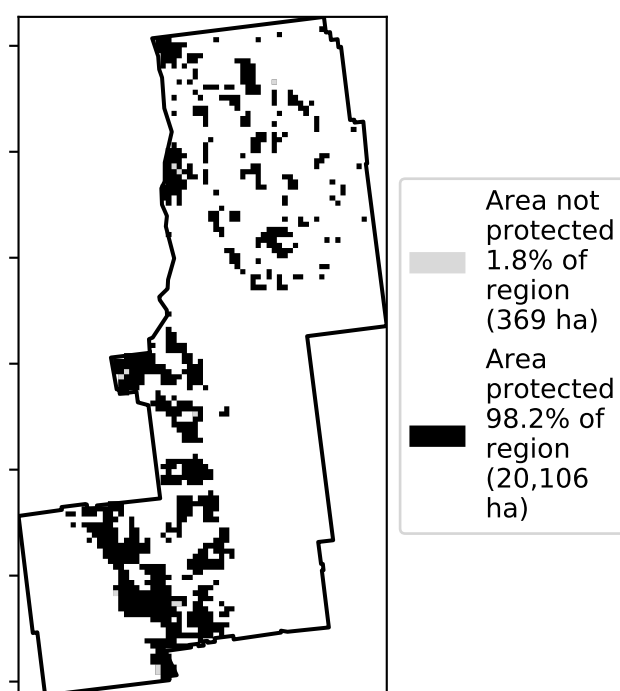 Area not
protected
1.8% of
region
(369 ha)
Area
protected
98.2% of
region
(20,106
ha)